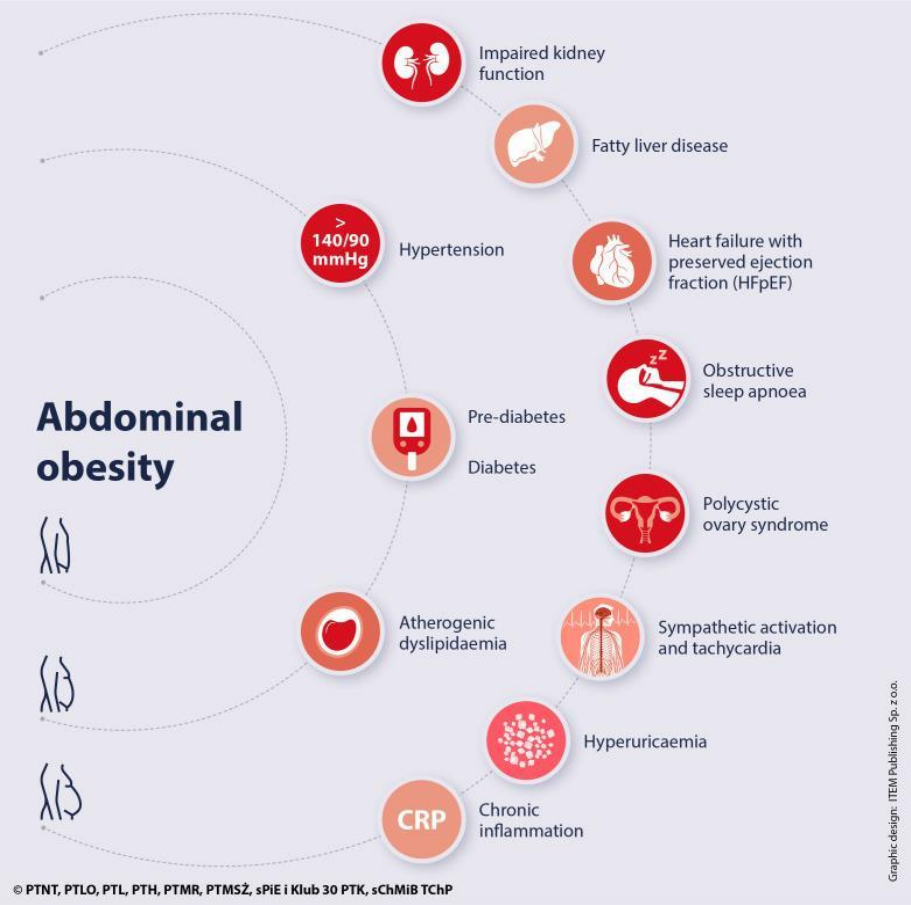 Impaired kidney
function
Fatty liver disease
>
140/90
mmHg
Hypertension
Heart failure with
preserved ejection
fraction (HFpEF)
zZ
Obstructive
sleep apnoea
Abdominal
obesity
Pre-diabetes
Diabetes
Polycystic
ovary syndrome
Atherogenic
dyslipidaemia
Sympathetic activation
and tachycardia
Hyperuricaemia
CRP
Chronic
inflammation
Graphic design: ITEM Publishing Sp. z o.o.
© PTNT, PTLO, PTL, PTH, PTMR, PTMSŻ, sPiE i Klub 30 PTK, sChMiB TChP